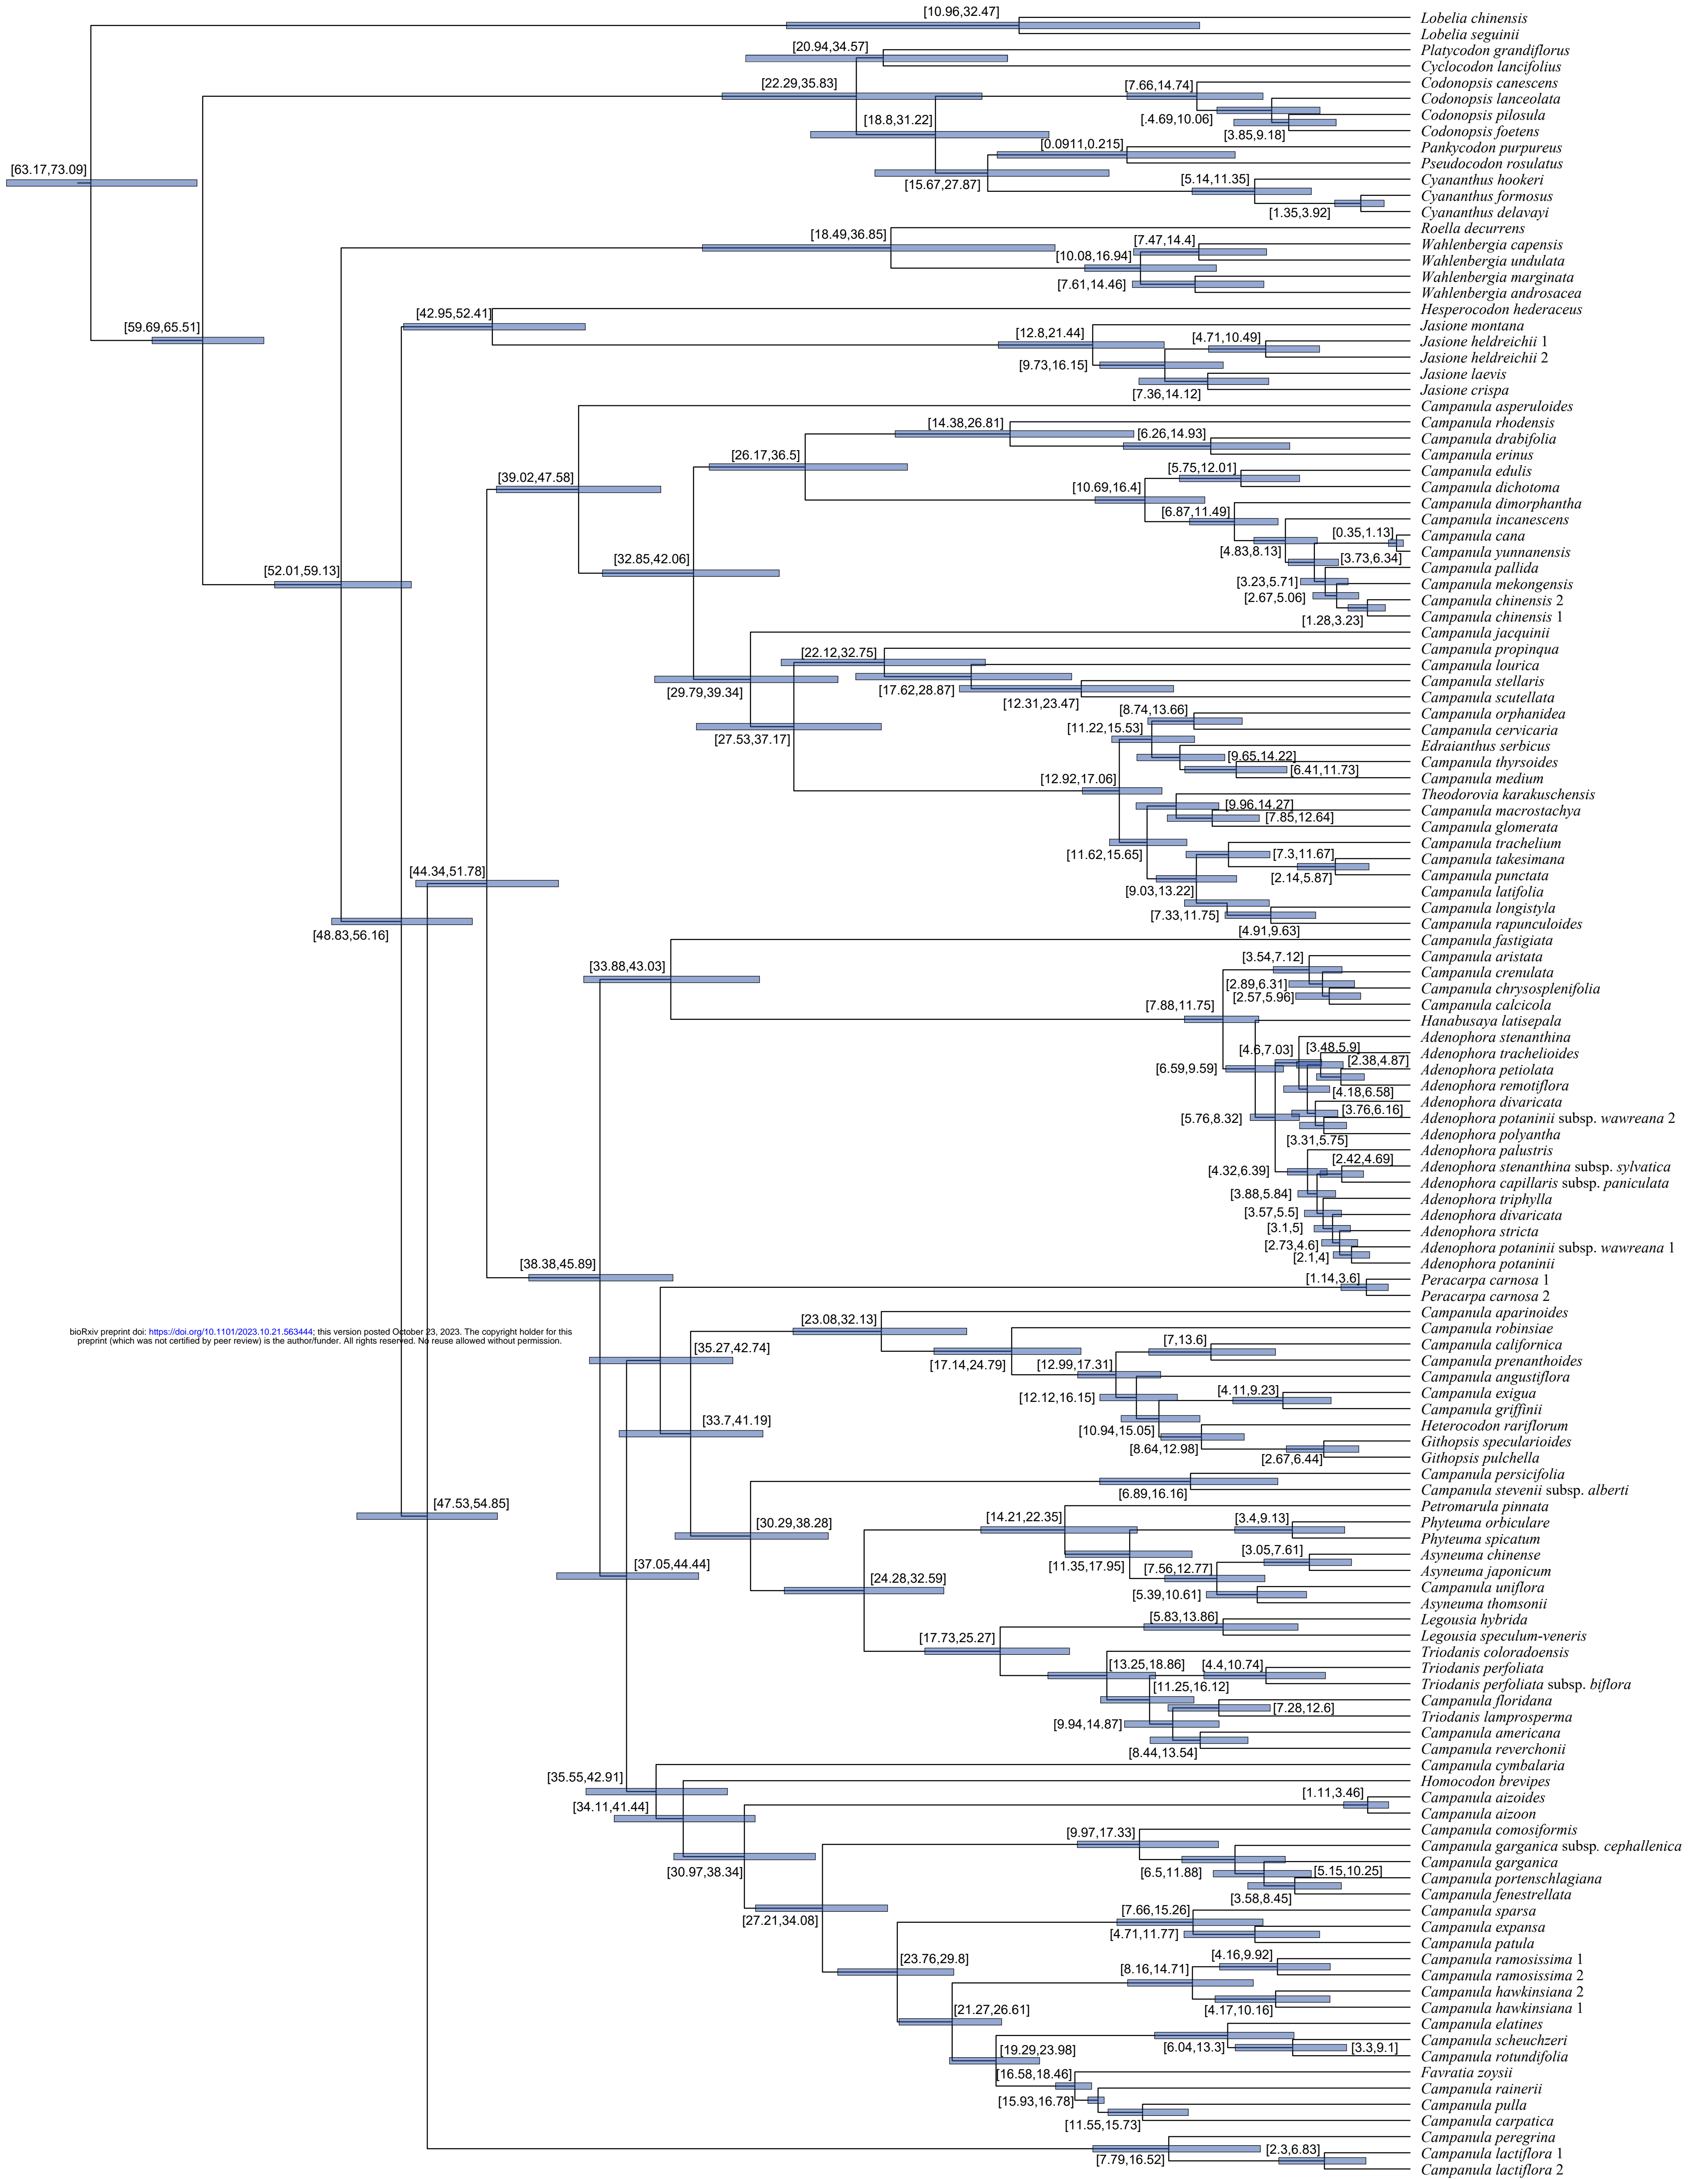 [10.96,32.47]
Lobelia chinensis
Lobelia seguinii
[20.94,34.57]
Platycodon grandiflorus
Cyclocodon lancifolius
[22.29,35.83]
[7.66,14.74]
Codonopsis canescens
Codonopsis lanceolata
[18.8,31.22]
[.4.69,10.06]
Codonopsis pilosula
[3.85,9.18]
Codonopsis foetens
[0.0911,0.215]
Pankycodon purpureus
Pseudocodon rosulatus
[63.17,73.09]
[15.67,27.87]
[5.14,11.35]
Cyananthus hookeri
Cyananthus formosus
[1.35,3.92]
Cyananthus delavayi
[18.49,36.85]
Roella decurrens
[7.47,14.4]
Wahlenbergia capensis
[10.08,16.94]
Wahlenbergia undulata
Wahlenbergia marginata
[7.61,14.46]
Wahlenbergia androsacea
[42.95,52.41]
Hesperocodon hederaceus
[59.69,65.51]
[12.8,21.44]
Jasione montana
[4.71,10.49]
Jasione heldreichii 1
Jasione heldreichii 2
[9.73,16.15]
Jasione laevis
[7.36,14.12]
Jasione crispa
Campanula asperuloides
[14.38,26.81]
Campanula rhodensis
[6.26,14.93]
Campanula drabifolia
[26.17,36.5]
Campanula erinus
[39.02,47.58]
[5.75,12.01]
Campanula edulis
[10.69,16.4]
Campanula dichotoma
Campanula dimorphantha
[6.87,11.49]
Campanula incanescens
[0.35,1.13]
Campanula cana
[4.83,8.13]
Campanula yunnanensis
[32.85,42.06]
[3.73,6.34]
Campanula pallida
[52.01,59.13]
[3.23,5.71]
Campanula mekongensis
[2.67,5.06]
Campanula chinensis 2
[1.28,3.23]
Campanula chinensis 1
Campanula jacquinii
[22.12,32.75]
Campanula propinqua
Campanula lourica
[29.79,39.34]
[17.62,28.87]
Campanula stellaris
[12.31,23.47]
Campanula scutellata
[8.74,13.66]
Campanula orphanidea
[11.22,15.53]
Campanula cervicaria
[27.53,37.17]
Edraianthus serbicus
[9.65,14.22]
Campanula thyrsoides
[6.41,11.73]
[12.92,17.06]
Campanula medium
Theodorovia karakuschensis
[9.96,14.27]
Campanula macrostachya
[7.85,12.64]
Campanula glomerata
Campanula trachelium
[11.62,15.65]
[7.3,11.67]
Campanula takesimana
[44.34,51.78]
[2.14,5.87]
Campanula punctata
[9.03,13.22]
Campanula latifolia
Campanula longistyla
[7.33,11.75]
Campanula rapunculoides
[48.83,56.16]
[4.91,9.63]
Campanula fastigiata
[33.88,43.03]
[3.54,7.12]
Campanula aristata
Campanula crenulata
[2.89,6.31]
Campanula chrysosplenifolia
[2.57,5.96]
[7.88,11.75]
Campanula calcicola
Hanabusaya latisepala
Adenophora stenanthina
[4.6,7.03]
[3.48,5.9]
Adenophora trachelioides
[2.38,4.87]
[6.59,9.59]
Adenophora petiolata
Adenophora remotiflora
[4.18,6.58]
Adenophora divaricata
[3.76,6.16]
[5.76,8.32]
Adenophora potaninii subsp. wawreana 2
Adenophora polyantha
[3.31,5.75]
Adenophora palustris
[2.42,4.69]
[4.32,6.39]
Adenophora stenanthina subsp. sylvatica
Adenophora capillaris subsp. paniculata
[3.88,5.84]
Adenophora triphylla
[3.57,5.5]
Adenophora divaricata
[3.1,5]
Adenophora stricta
[2.73,4.6]
Adenophora potaninii subsp. wawreana 1
[2.1,4]
Adenophora potaninii
[38.38,45.89]
[1.14,3.6]
Peracarpa carnosa 1
Peracarpa carnosa 2
[23.08,32.13]
Campanula aparinoides
Campanula robinsiae
bioRxiv preprint doi: https://doi.org/10.1101/2023.10.21.563444; this version posted October 23, 2023. The copyright holder for this
preprint (which was not certified by peer review) is the author/funder. All rights reserved. No reuse allowed without permission.
[35.27,42.74]
[7,13.6]
Campanula californica
[17.14,24.79]
[12.99,17.31]
Campanula prenanthoides
Campanula angustiflora
[12.12,16.15]
[4.11,9.23]
Campanula exigua
Campanula griffinii
[33.7,41.19]
[10.94,15.05]
Heterocodon rariflorum
[8.64,12.98]
Githopsis specularioides
[2.67,6.44]
Githopsis pulchella
Campanula persicifolia
[6.89,16.16]
Campanula stevenii subsp. alberti
[47.53,54.85]
Petromarula pinnata
[14.21,22.35]
[30.29,38.28]
[3.4,9.13]
Phyteuma orbiculare
Phyteuma spicatum
[3.05,7.61]
Asyneuma chinense
[37.05,44.44]
[11.35,17.95]
[7.56,12.77]
Asyneuma japonicum
[24.28,32.59]
Campanula uniflora
[5.39,10.61]
Asyneuma thomsonii
[5.83,13.86]
Legousia hybrida
[17.73,25.27]
Legousia speculum-veneris
Triodanis coloradoensis
[13.25,18.86]
[4.4,10.74]
Triodanis perfoliata
[11.25,16.12]
Triodanis perfoliata subsp. biflora
Campanula floridana
[7.28,12.6]
[9.94,14.87]
Triodanis lamprosperma
Campanula americana
[8.44,13.54]
Campanula reverchonii
Campanula cymbalaria
[35.55,42.91]
Homocodon brevipes
[1.11,3.46]
Campanula aizoides
[34.11,41.44]
Campanula aizoon
[9.97,17.33]
Campanula comosiformis
Campanula garganica subsp. cephallenica
Campanula garganica
[30.97,38.34]
[6.5,11.88]
[5.15,10.25]
Campanula portenschlagiana
[3.58,8.45]
Campanula fenestrellata
[7.66,15.26]
Campanula sparsa
[27.21,34.08]
Campanula expansa
[4.71,11.77]
Campanula patula
[23.76,29.8]
[4.16,9.92]
Campanula ramosissima 1
[8.16,14.71]
Campanula ramosissima 2
Campanula hawkinsiana 2
[21.27,26.61]
[4.17,10.16]
Campanula hawkinsiana 1
Campanula elatines
Campanula scheuchzeri
[6.04,13.3]
[3.3,9.1]
[19.29,23.98]
Campanula rotundifolia
[16.58,18.46]
Favratia zoysii
Campanula rainerii
[15.93,16.78]
Campanula pulla
[11.55,15.73]
Campanula carpatica
Campanula peregrina
[2.3,6.83]
Campanula lactiflora 1
[7.79,16.52]
Campanula lactiflora 2